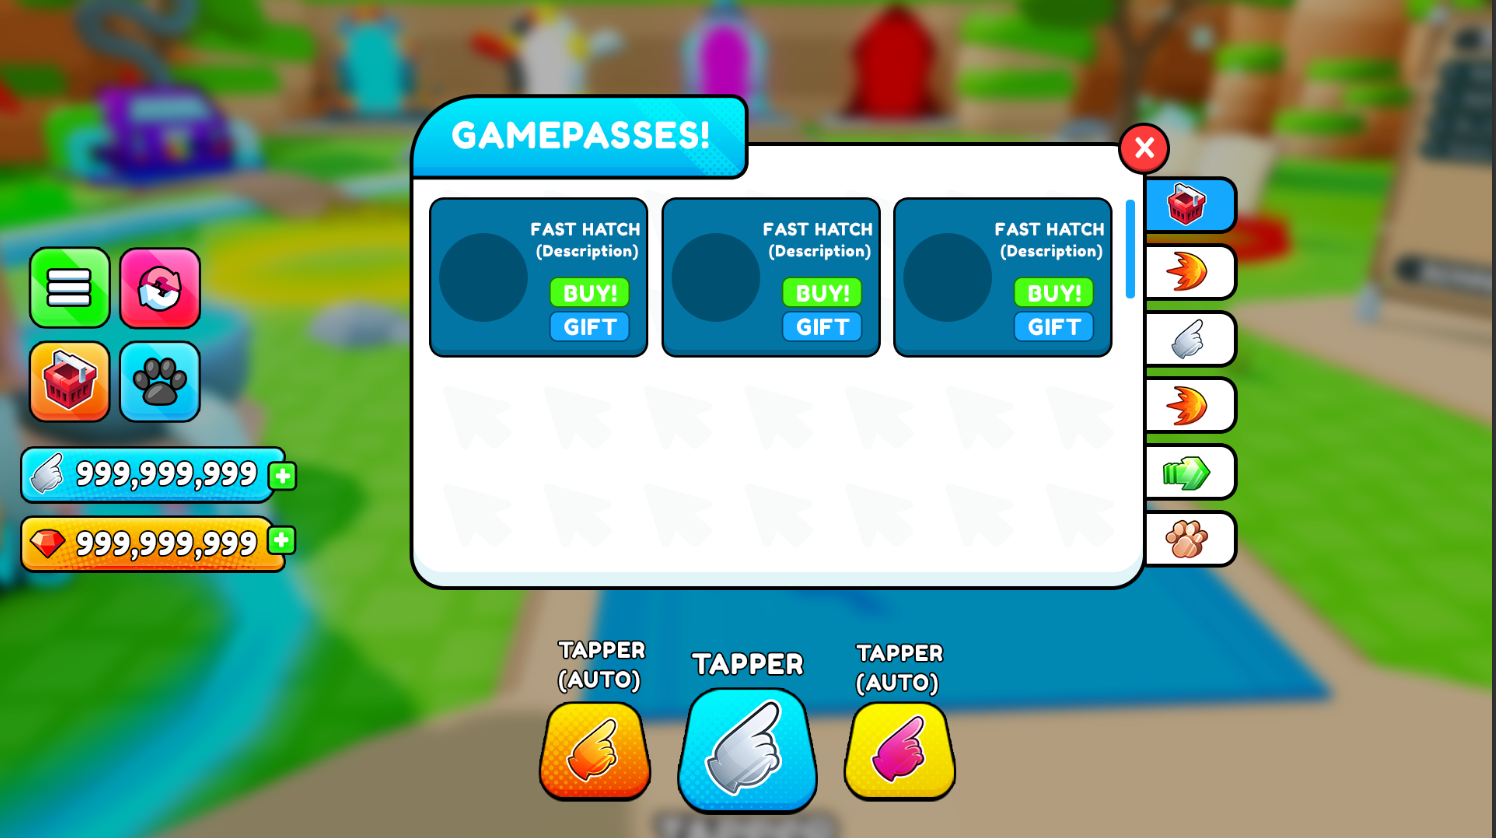 GAMEPASSES!
FAST HATCH
(Description)
BUY!
GIFT
FAST HATCH
(Description)
BUY!
GIFT
FAST HATCH
(Description)
BUY!
GIFT
999,999,999
999,999,999
TAPPER
(AUTO)
TAPPER
TAPPER
(AUTO)
TAPPER